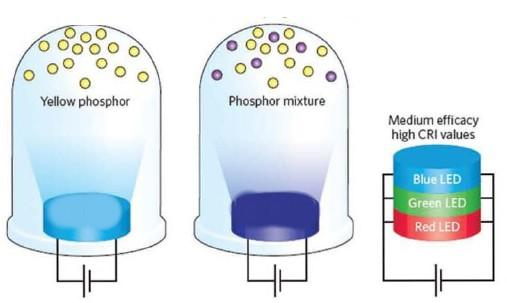 Yellow phosphor
Phosphor mixture
Medium efficacy
high CRI values
Blue LED
Green LED
Red LED